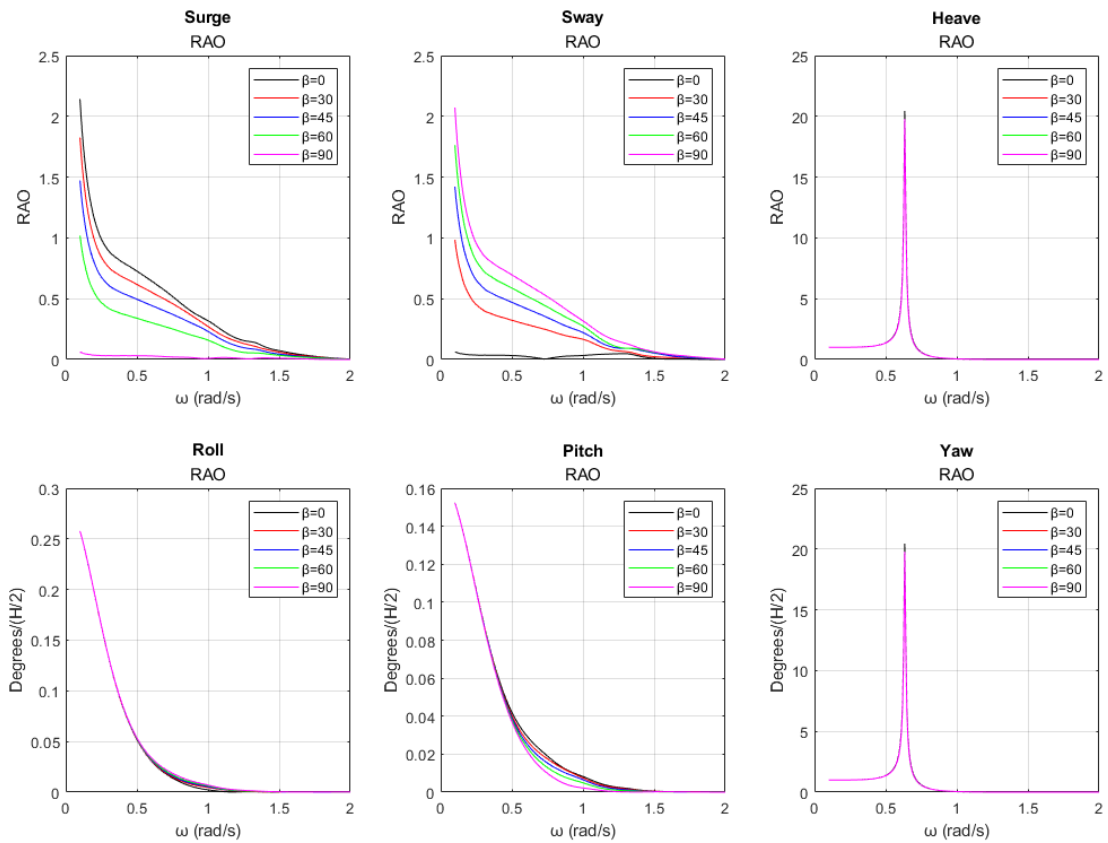 Surge
RAO
RAO
2.5
2
1.5
1
0.5
0
0 0.5 1 1.5 2
ω (rad/s)
β=0
β=30
β=45
β=60
β=90
Sway
RAO
RAO
2.5
2
1.5
1
0.5
0
0 0.5 1 1.5 2
ω (rad/s)
β=0
β=30
β=45
β=60
β=90
Heave
RAO
RAO
25
20
15
10
5
0
0 0.5 1 1.5 2
ω (rad/s)
β=0
β=30
β=45
β=60
β=90
Roll
RAO
Degrees/(H/2)
0.3
0.25
0.2
0.15
0.1
0.05
0
0 0.5 1 1.5 2
ω (rad/s)
β=0
β=30
β=45
β=60
β=90
Pitch
RAO
Degrees/(H/2)
0.16
0.14
0.12
0.1
0.08
0.06
0.04
0.02
0
0 0.5 1 1.5 2
ω (rad/s)
β=0
β=30
β=45
β=60
β=90
Yaw
RAO
Degrees/(H/2)
25
20
15
10
5
0
0 0.5 1 1.5 2
ω (rad/s)
β=0
β=30
β=45
β=60
β=90